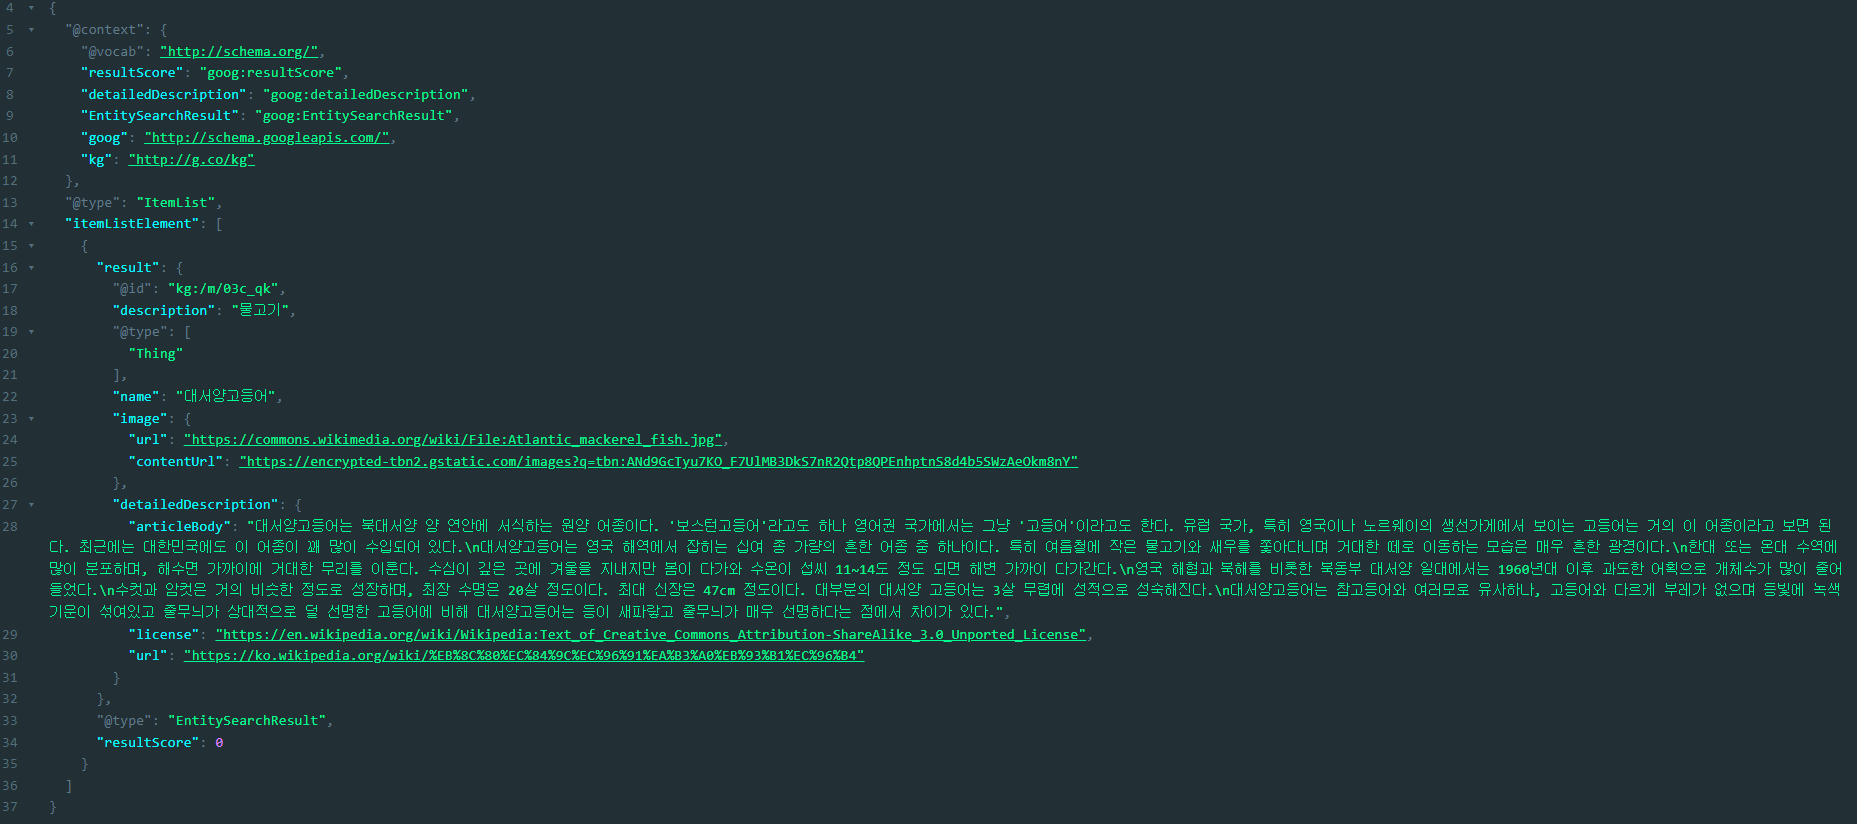 4 {
5 "@context": {
6 "@vocab": "http://schema.org/",
7 "resultScore": "goog:resultScore",
8 "detailedDescription": "goog:detailedDescription",
9 "EntitySearchResult": "goog:EntitySearchResult",
10 "goog": "http://schema.googleapis.com/",
11 "kg": "http://g.co/kg"
12 },
13 "@type": "ItemList",
14 "itemListElement": [
15 {
16 "result": {
17 "@id": "kg:/m/03c_qk",
18 "description": "물고기",
19 "@type": [
20 "Thing"
21 ],
22 "name": "대서양고등어",
23 "image": {
24 "url": "https://commons.wikimedia.org/wiki/File:Atlantic_mackerel_fish.jpg",
25 "contentUrl": "https://encrypted-tbn2.gstatic.com/images?q=tbn:ANd9GcTyu7KO_F7UlMB3DkS7nR2Qtp8QPEnhptnS8d4b5SWzAeOkm8nY"
26 },
27 "detailedDescription": {
28 "articleBody": "대서양고등어는 북대서양 양 연안에 서식하는 원양 어종이다. '보스턴고등어'라고도 하나 영어권 국가에서는 그냥 '고등어'이라고도 한다. 유럽 국가, 특히 영국이나 노르웨이의 생선가게에서 보이는 고등어는 거의 이 어종이라고 보면 된
다. 최근에는 대한민국에도 이 어종이 꽤 많이 수입되어 있다.\n대서양고등어는 영국 해역에서 잡히는 십여 종 가량의 흔한 어종 중 하나이다. 특히 여름철에 작은 물고기와 새우를 쫓아다니며 거대한 떼로 이동하는 모습은 매우 흔한 광경이다.\n한대 또는 온대 수역에
많이 분포하며, 해수면 가까이에 거대한 무리를 이룬다. 수심이 깊은 곳에 겨울을 지내지만 봄이 다가와 수온이 섭씨 11~14도 정도 되면 해변 가까이 다가간다.\n영국 해협과 북해를 비롯한 북동부 대서양 일대에서는 1960년대 이후 과도한 어획으로 개체수가 많이 줄어
들었다.\n수컷과 암컷은 거의 비슷한 정도로 성장하며, 최장 수명은 20살 정도이다. 최대 신장은 47cm 정도이다. 대부분의 대서양 고등어는 3살 무렵에 성적으로 성숙해진다.\n대서양고등어는 참고등어와 여러모로 유사하나, 고등어와 다르게 부레가 없으며 등빛에 녹색
기운이 섞여있고 줄무늬가 상대적으로 덜 선명한 고등어에 비해 대서양고등어는 등이 새파랗고 줄무늬가 매우 선명하다는 점에서 차이가 있다.",
29 "license": "https://en.wikipedia.org/wiki/Wikipedia:Text_of_Creative_Commons_Attribution-ShareAlike_3.0_Unported_License",
30 "url": "https://ko.wikipedia.org/wiki/%EB%8C%80%EC%84%9C%EC%96%91%EA%B3%A0%EB%93%B1%EC%96%B4"
31 }
32 },
33 "@type": "EntitySearchResult",
34 "resultScore": 0
35 }
36 ]
37 }